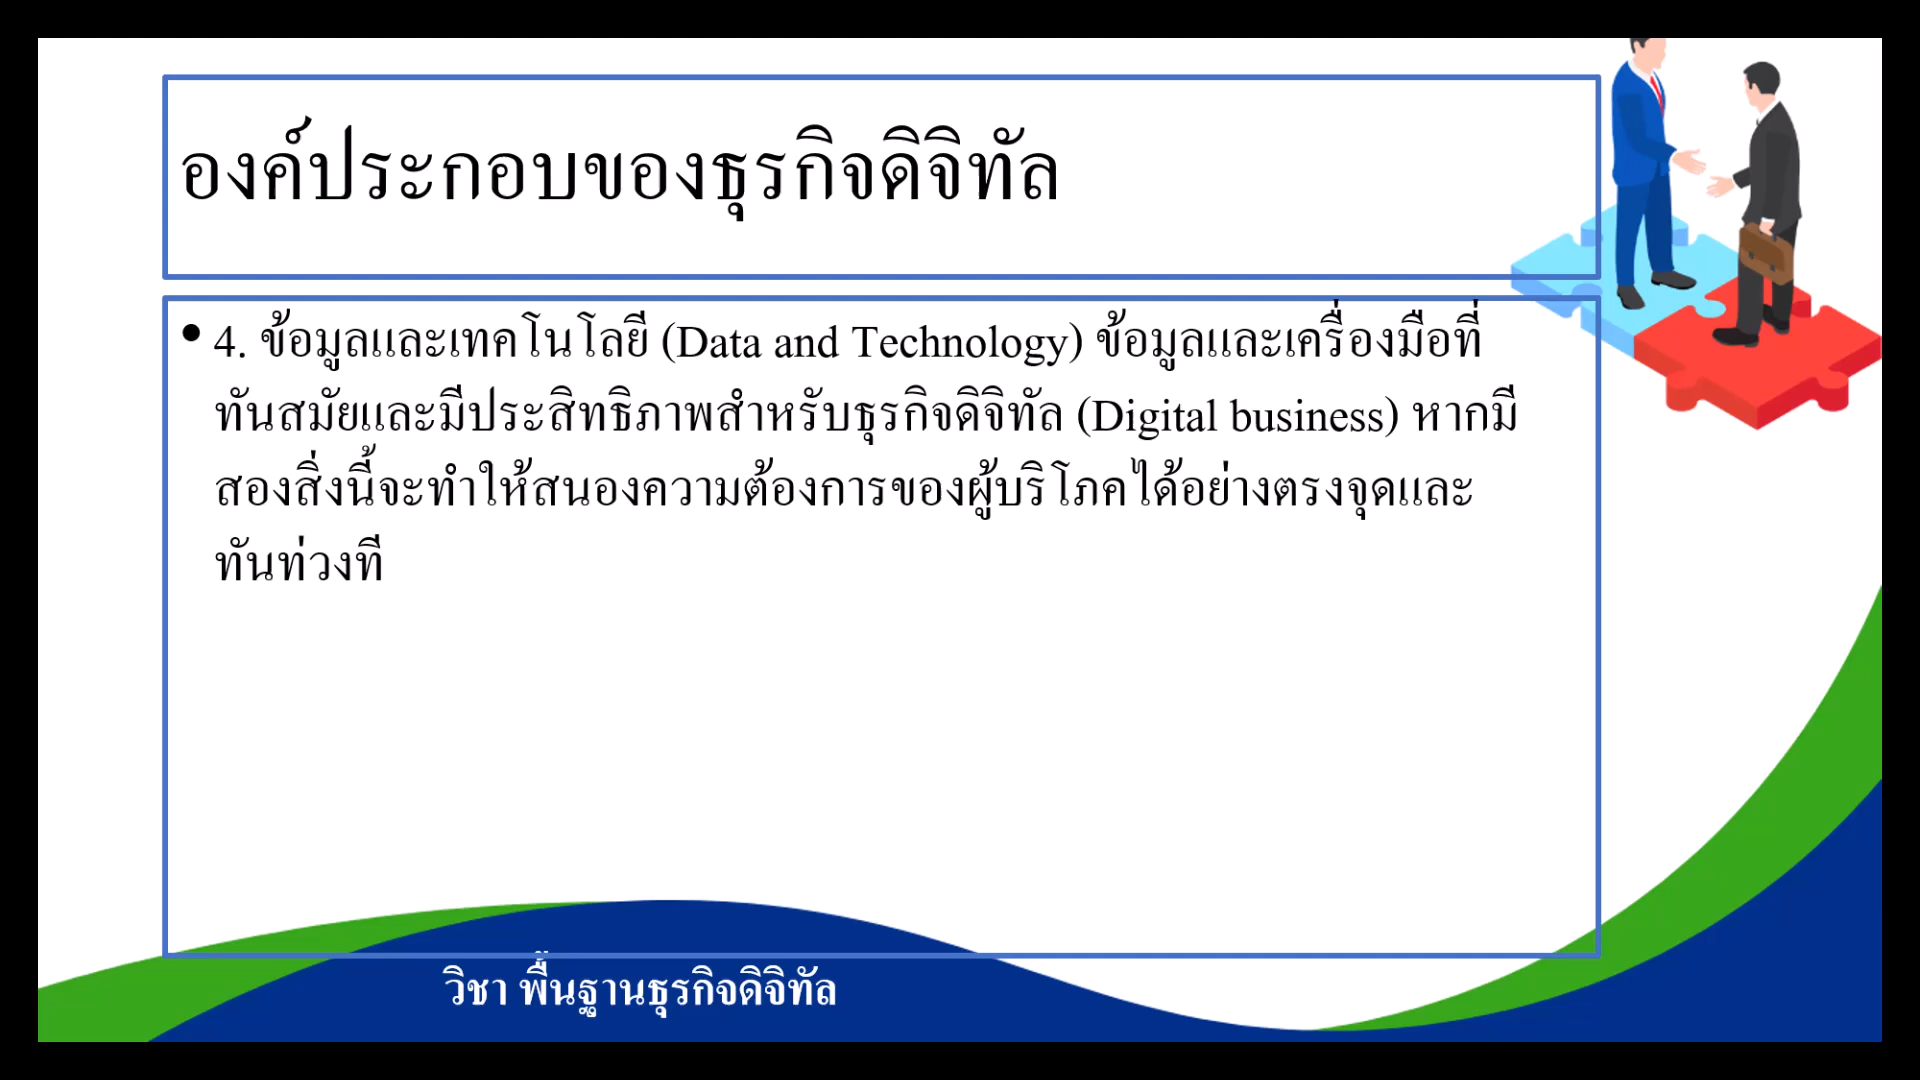 องค์ประกอบของธุรกิจดิจิทัล
• 4. ข้อมูลและเทคโนโลยี (Data and Technology) ข้อมูลและเครื่องมือที่
ทันสมัยและมีประสิทธิภาพสำหรับธุรกิจดิจิทัล (Digital business) หากมี
สองสิ่งนี้จะทำให้สนองความต้องการของผู้บริโภคได้อย่างตรงจุดและ
ทันท่วงที
วิชา พื้นฐานธุรกิจดิจิทัล